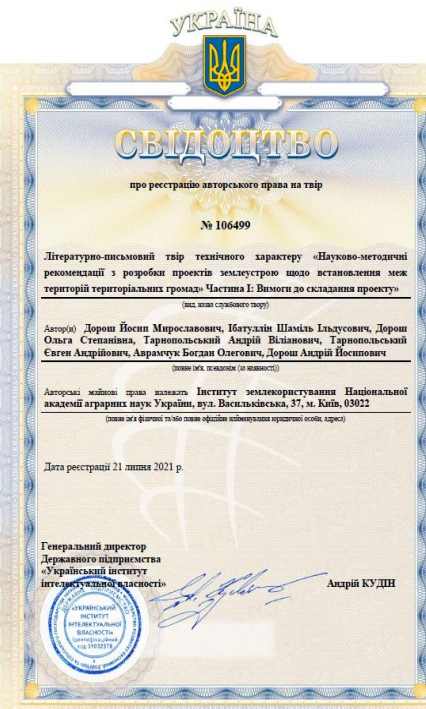 УКРАЇНА
СВІДОЦТВО
про реєстрацію авторського права на твір
№ 106499
Літературно-письмовий твір технічного характеру «Науково-методичні
рекомендації з розробки проектів землеустрою щодо встановлення меж
територій територіальних громад» Частина І: Вимоги до складання проекту»
(вид, назва службового твору)
Автор(и) Дорош Йосип Мирославович, Ібатуллін Шаміль Ільдусович, Дорош
Ольга Степанівна, Тарнопольський Андрій Віліанович, Тарнопольський
Євген Андрійович, Аврамчук Богдан Олегович, Дорош Андрій Йосипович
(повне ім'я, псевдонім (за наявності))
Авторські майнові права належать Інститут землекористування Національної
академії аграрних наук України, вул. Васильківська, 37, м. Київ, 03022
(повне ім'я фізичної та/або повне офіційне найменування юридичної особи, адреса)
Дата реєстрації 21 липня 2021 р.
Генеральний директор
Державного підприємства
«Український інститут
інтелектуальної власності»
Андрій КУДІН
«УКРАЇНСЬКИЙ
ІНСТИТУТ
ІНТЕЛЕКТУАЛЬНОЇ
ВЛАСНОСТІ»
Ідентифікаційний
код 31032378